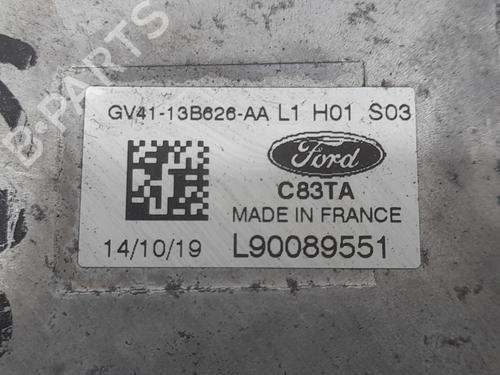 B-PARTS
GV41-13B626-AA L1 H01 S03
Ford
C83TA
MADE IN FRANCE
14/10/19 L90089551